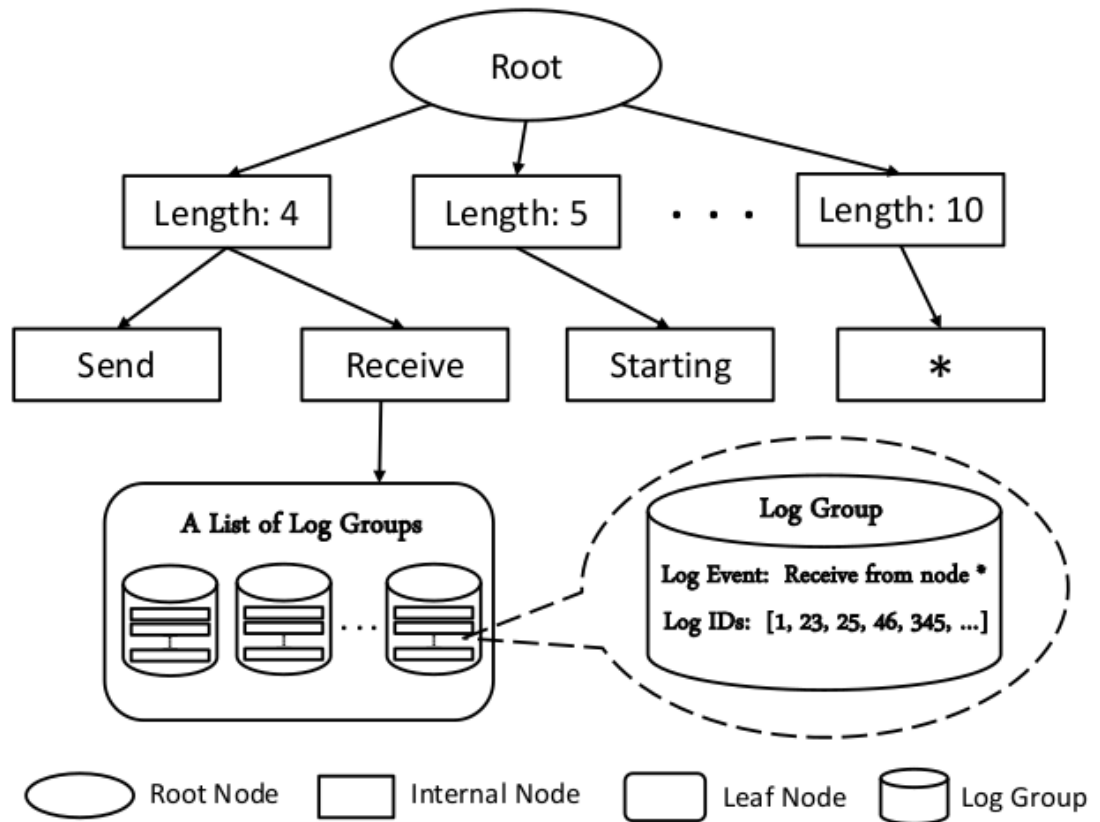 Root
Length: 4
Length: 5
. . .
Length: 10
Send
Receive
Starting
*
A List of Log Groups
. . .
Log Group
Log Event: Receive from node *
Log IDs: [1, 23, 25, 46, 345, ...]
Root Node
Internal Node
Leaf Node
Log Group